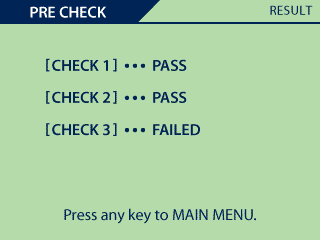 PRE CHECK
RESULT
[CHECK 1] ••• PASS
[CHECK 2] ••• PASS
[CHECK 3] ••• FAILED
Press any key to MAIN MENU.